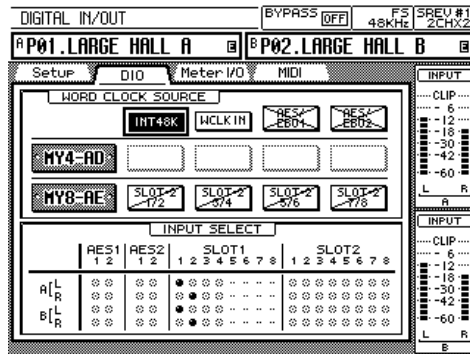 DIGITAL IN/OUT
BYPASS OFF
FS 48KHz
SREV #1 2CHX2
A P01.LARGE HALL A
B P02.LARGE HALL B
Setup DIO Meter I/O MIDI
WORD CLOCK SOURCE
INT48K WCLK IN AES/EBU1 AES/EBU2
MY4-AD
MY8-AE SLOT-2 1/2 SLOT-2 3/4 SLOT-2 5/6 SLOT-2 7/8
INPUT SELECT
AES1 AES2 SLOT1 SLOT2
1 2 1 2 1 2 3 4 5 6 7 8 1 2 3 4 5 6 7 8
A[L
R
B[L
R
INPUT
CLIP
6
-12
-18
-30
-42
-60
L R
A
INPUT
CLIP
6
-12
-18
-30
-42
-60
L R
B